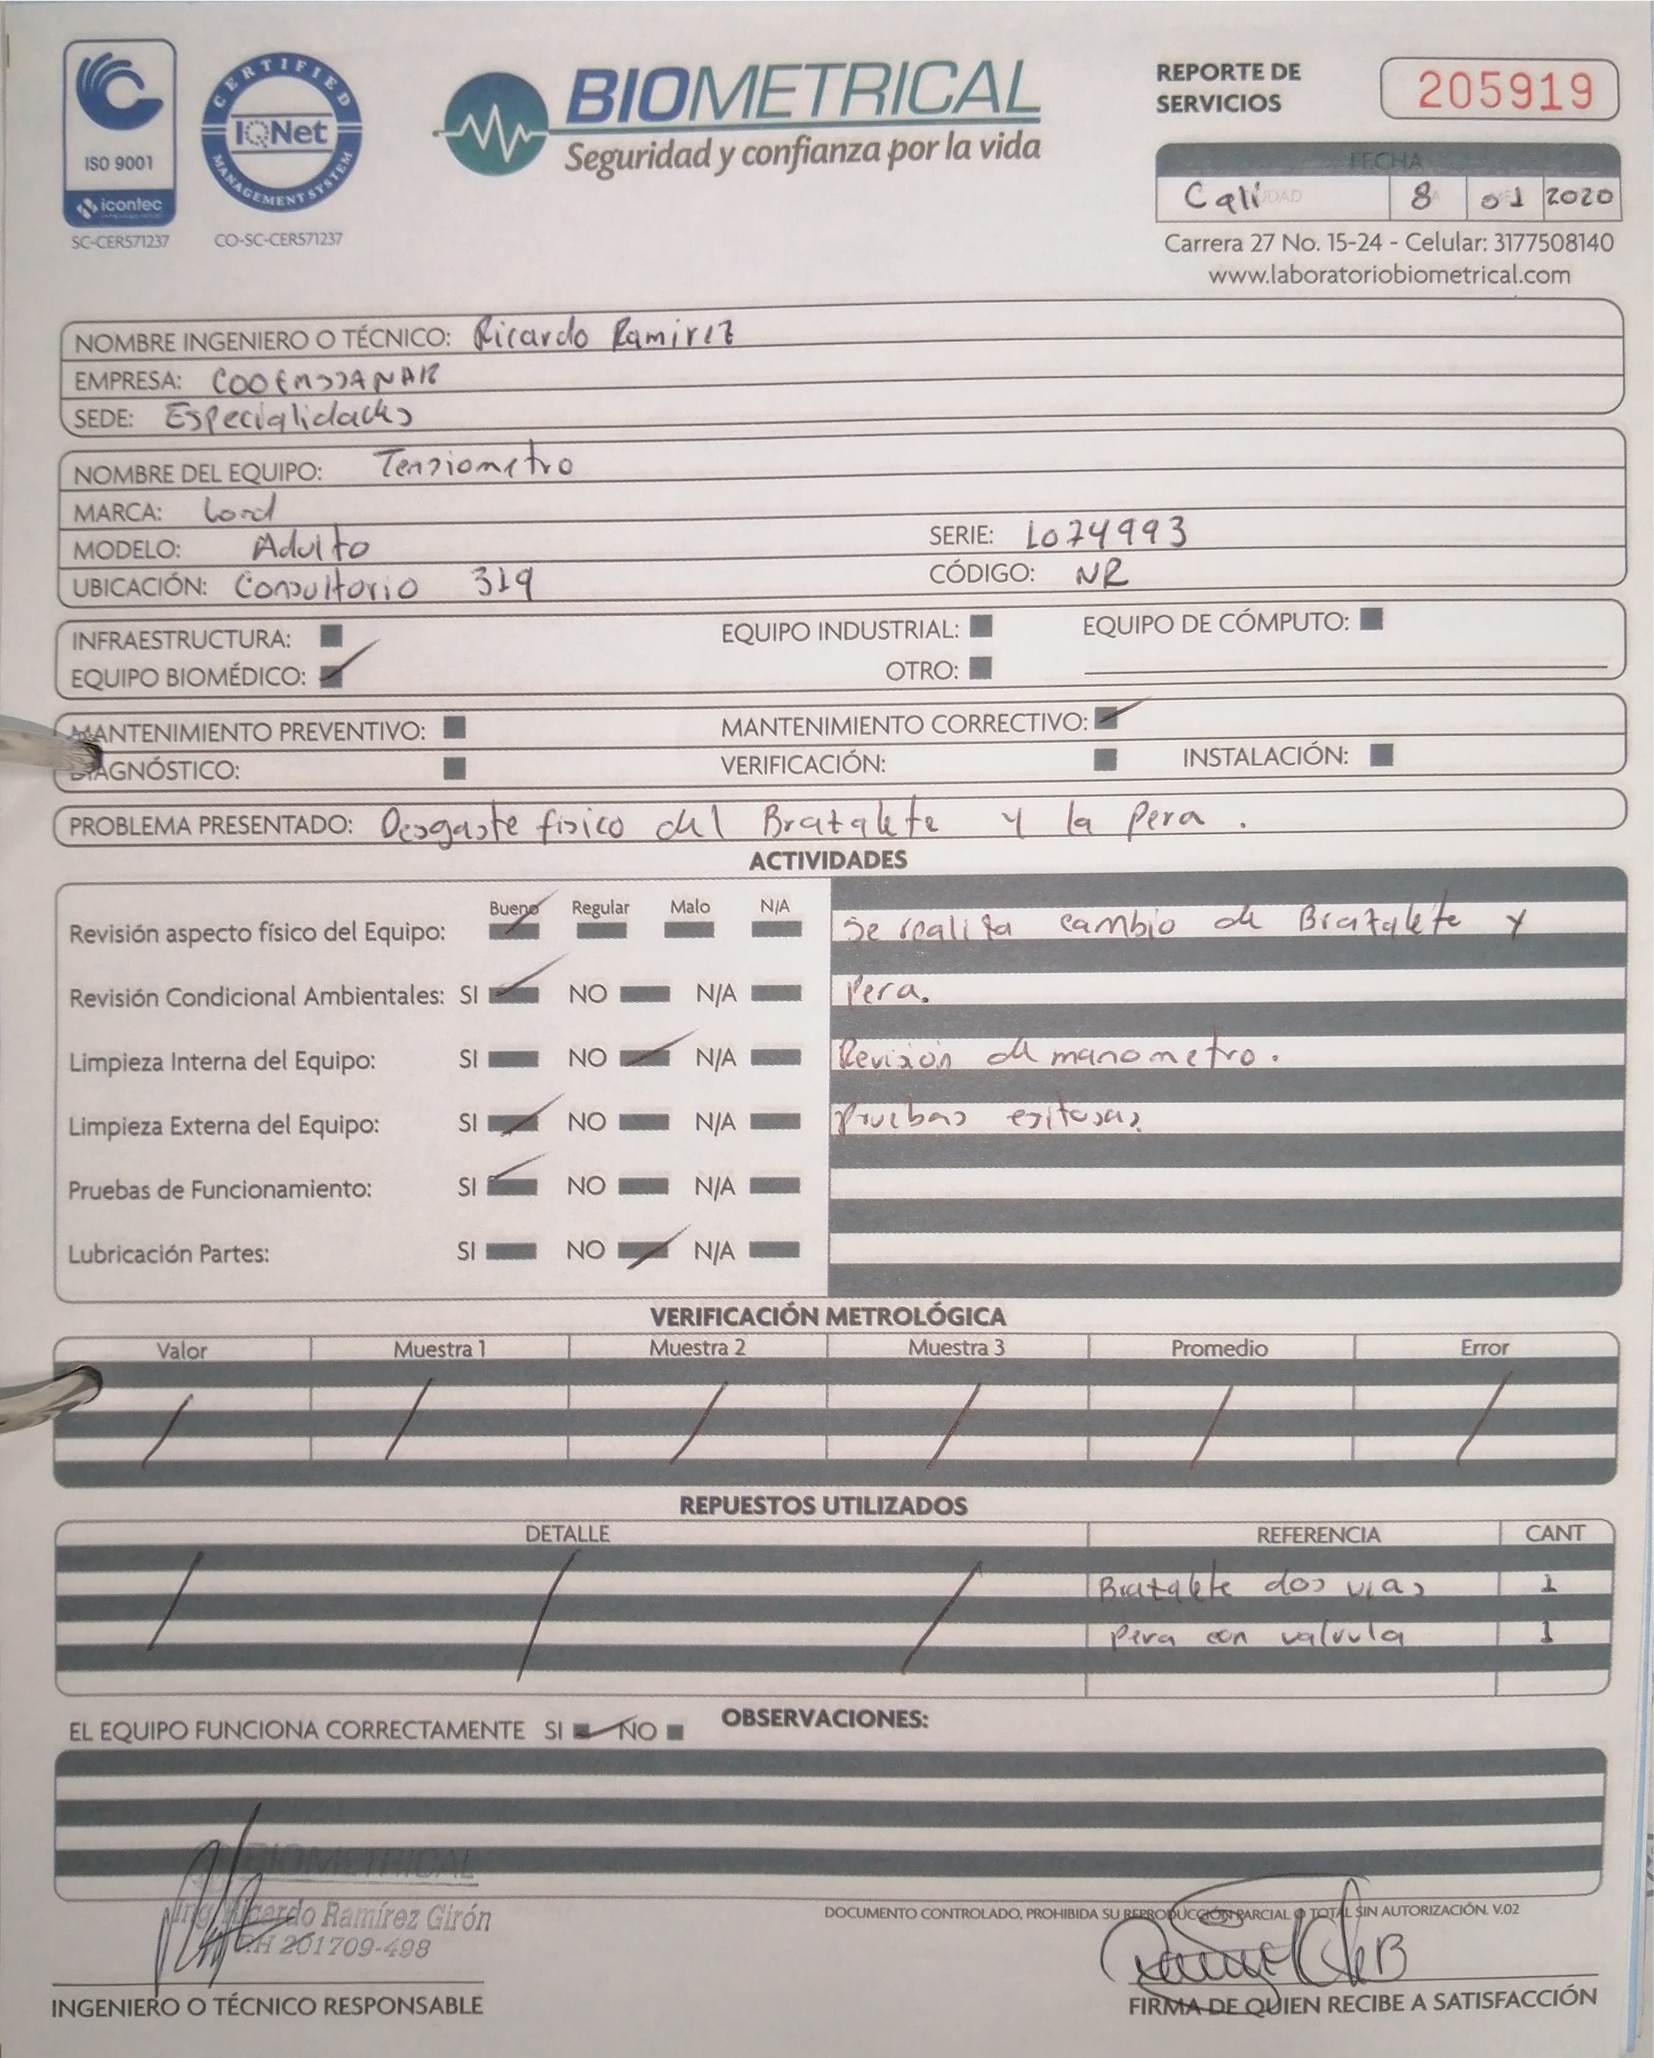 ISO 9001
icontec
SC-CER571237
CERTIFIED
IQNet
MANAGEMENT SYSTEM
CO-SC-CER571237
BIOMETRICAL
Seguridad y confianza por la vida
REPORTE DE SERVICIOS
205919
FECHA
Cali 8 01 2020
Carrera 27 No. 15-24 - Celular: 3177508140
www.laboratoriobiometrical.com
NOMBRE INGENIERO O TÉCNICO: Ricardo Ramirez
EMPRESA: COOEMSSANAR
SEDE: Especialidades
NOMBRE DEL EQUIPO: Tensiometro
MARCA: Lord
MODELO: Adulto SERIE: L074993
UBICACIÓN: Consultorio 319 CÓDIGO: NR
INFRAESTRUCTURA: EQUIPO INDUSTRIAL: EQUIPO DE CÓMPUTO:
EQUIPO BIOMÉDICO: OTRO:
MANTENIMIENTO PREVENTIVO: MANTENIMIENTO CORRECTIVO:
DIAGNÓSTICO: VERIFICACIÓN: INSTALACIÓN:
PROBLEMA PRESENTADO: Desgaste fisico del Brazalete y la Pera.
ACTIVIDADES
Bueno Regular Malo N/A
Revisión aspecto físico del Equipo: Se realiza cambio de Brazalete y
Revisión Condicional Ambientales: SI NO N/A Pera.
Limpieza Interna del Equipo: SI NO N/A Revision de manometro.
Limpieza Externa del Equipo: SI NO N/A Pruebas exitosas
Pruebas de Funcionamiento: SI NO N/A
Lubricación Partes: SI NO N/A
VERIFICACIÓN METROLÓGICA
Valor Muestra 1 Muestra 2 Muestra 3 Promedio Error
REPUESTOS UTILIZADOS
DETALLE REFERENCIA CANT
Brazalete dos vias 1
Pera con valvula 1
EL EQUIPO FUNCIONA CORRECTAMENTE SI NO OBSERVACIONES:
BIOMETRICAL
Ing. Ricardo Ramírez Girón
RH 201709-498
DOCUMENTO CONTROLADO, PROHIBIDA SU REPRODUCCIÓN PARCIAL O TOTAL SIN AUTORIZACIÓN. V.02
INGENIERO O TÉCNICO RESPONSABLE
FIRMA DE QUIEN RECIBE A SATISFACCIÓN